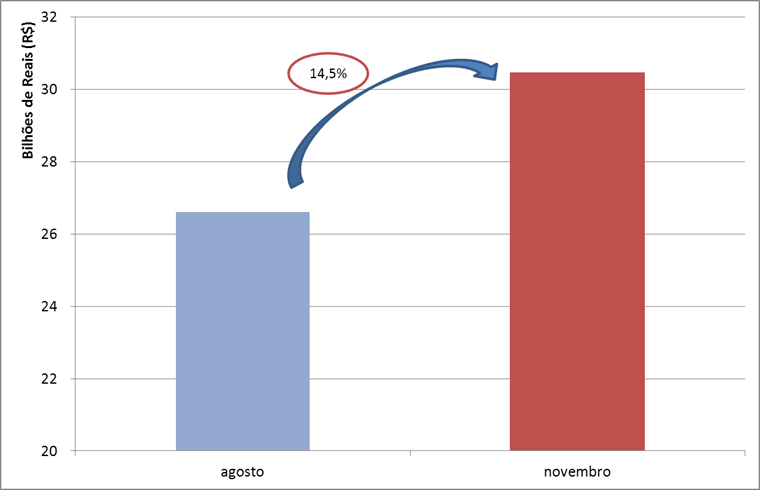 Bilhões de Reais (R$)
32
30
28
26
24
22
20
14,5%
agosto
novembro